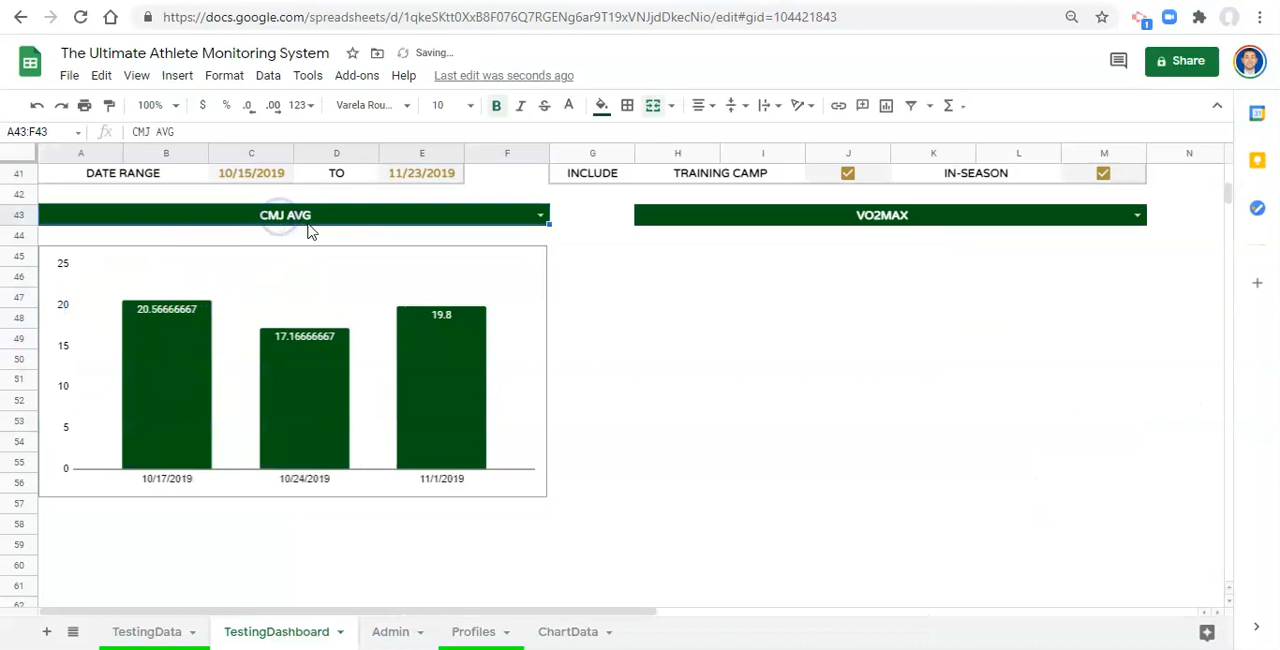 https://docs.google.com/spreadsheets/d/1qkeSKtt0XxB8F076Q7RGENg6ar9T19xVNJjdDkecNio/edit#gid=104421843
1
The Ultimate Athlete Monitoring System Saving...
File Edit View Insert Format Data Tools Add-ons Help Last edit was seconds ago
Share
100% $ % .0 .00 123 Varela Rou... 10 B I S A Σ
A43:F43 fx CMJ AVG
A B C D E F G H I J K L M N
41 DATE RANGE 10/15/2019 TO 11/23/2019 INCLUDE TRAINING CAMP IN-SEASON
42
43 CMJ AVG VO2MAX
44
45 25
46
47 20 20.56666667 19.8
48 17.16666667
49 15
50
51 10
52
53 5
54
55 0
56 10/17/2019 10/24/2019 11/1/2019
57
58
59
60
61
62
TestingData TestingDashboard Admin Profiles ChartData